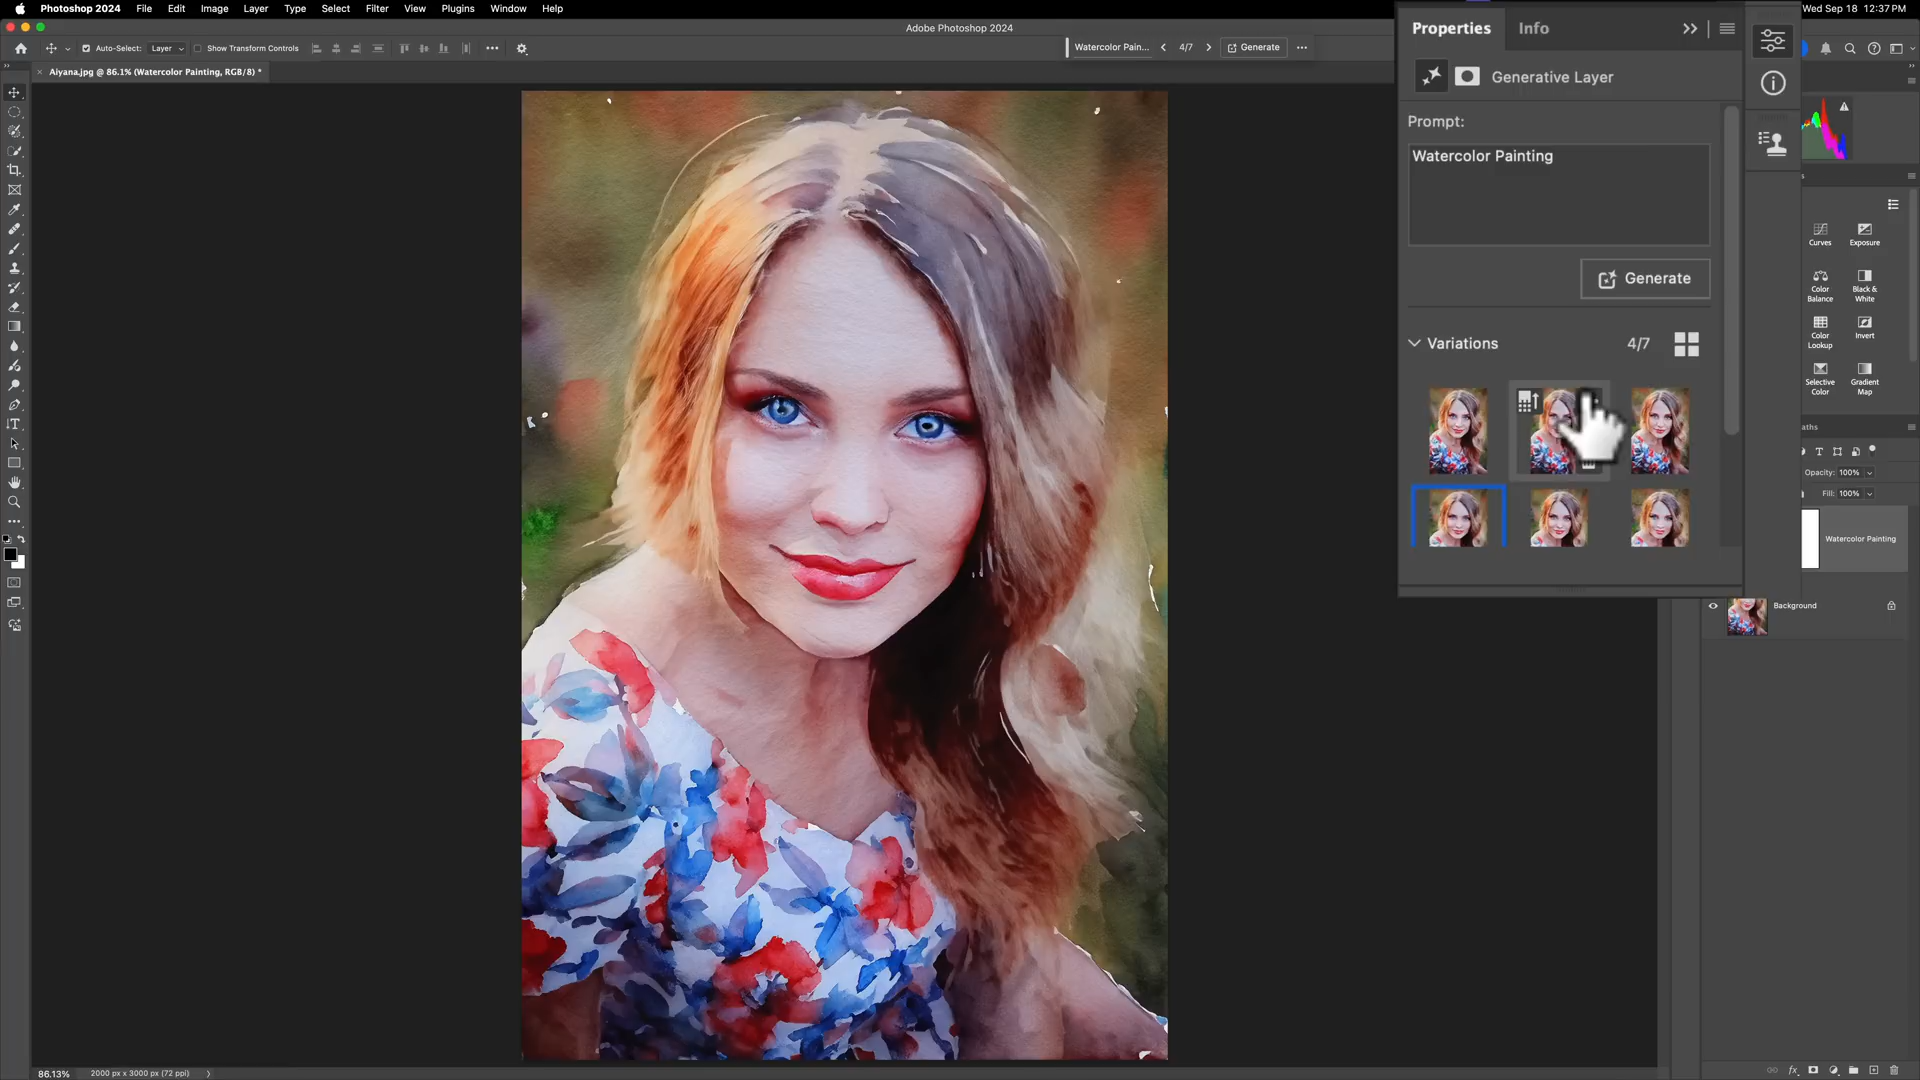 Photoshop 2024 File Edit Image Layer Type Select Filter View Plugins Window Help
Wed Sep 18 12:37 PM
Adobe Photoshop 2024
Auto-Select: Layer Show Transform Controls
Watercolor Pain... 4/7 Generate
Aiyana.jpg @ 86.1% (Watercolor Painting, RGB/8) *
Properties Info
Generative Layer
Prompt:
Watercolor Painting
Generate
Variations 4/7
Curves Exposure
Color Balance Black & White
Color Lookup Invert
Selective Color Gradient Map
aths
Opacity: 100%
Fill: 100%
Watercolor Painting
Background
86.13% 2000 px x 3000 px (72 ppi)